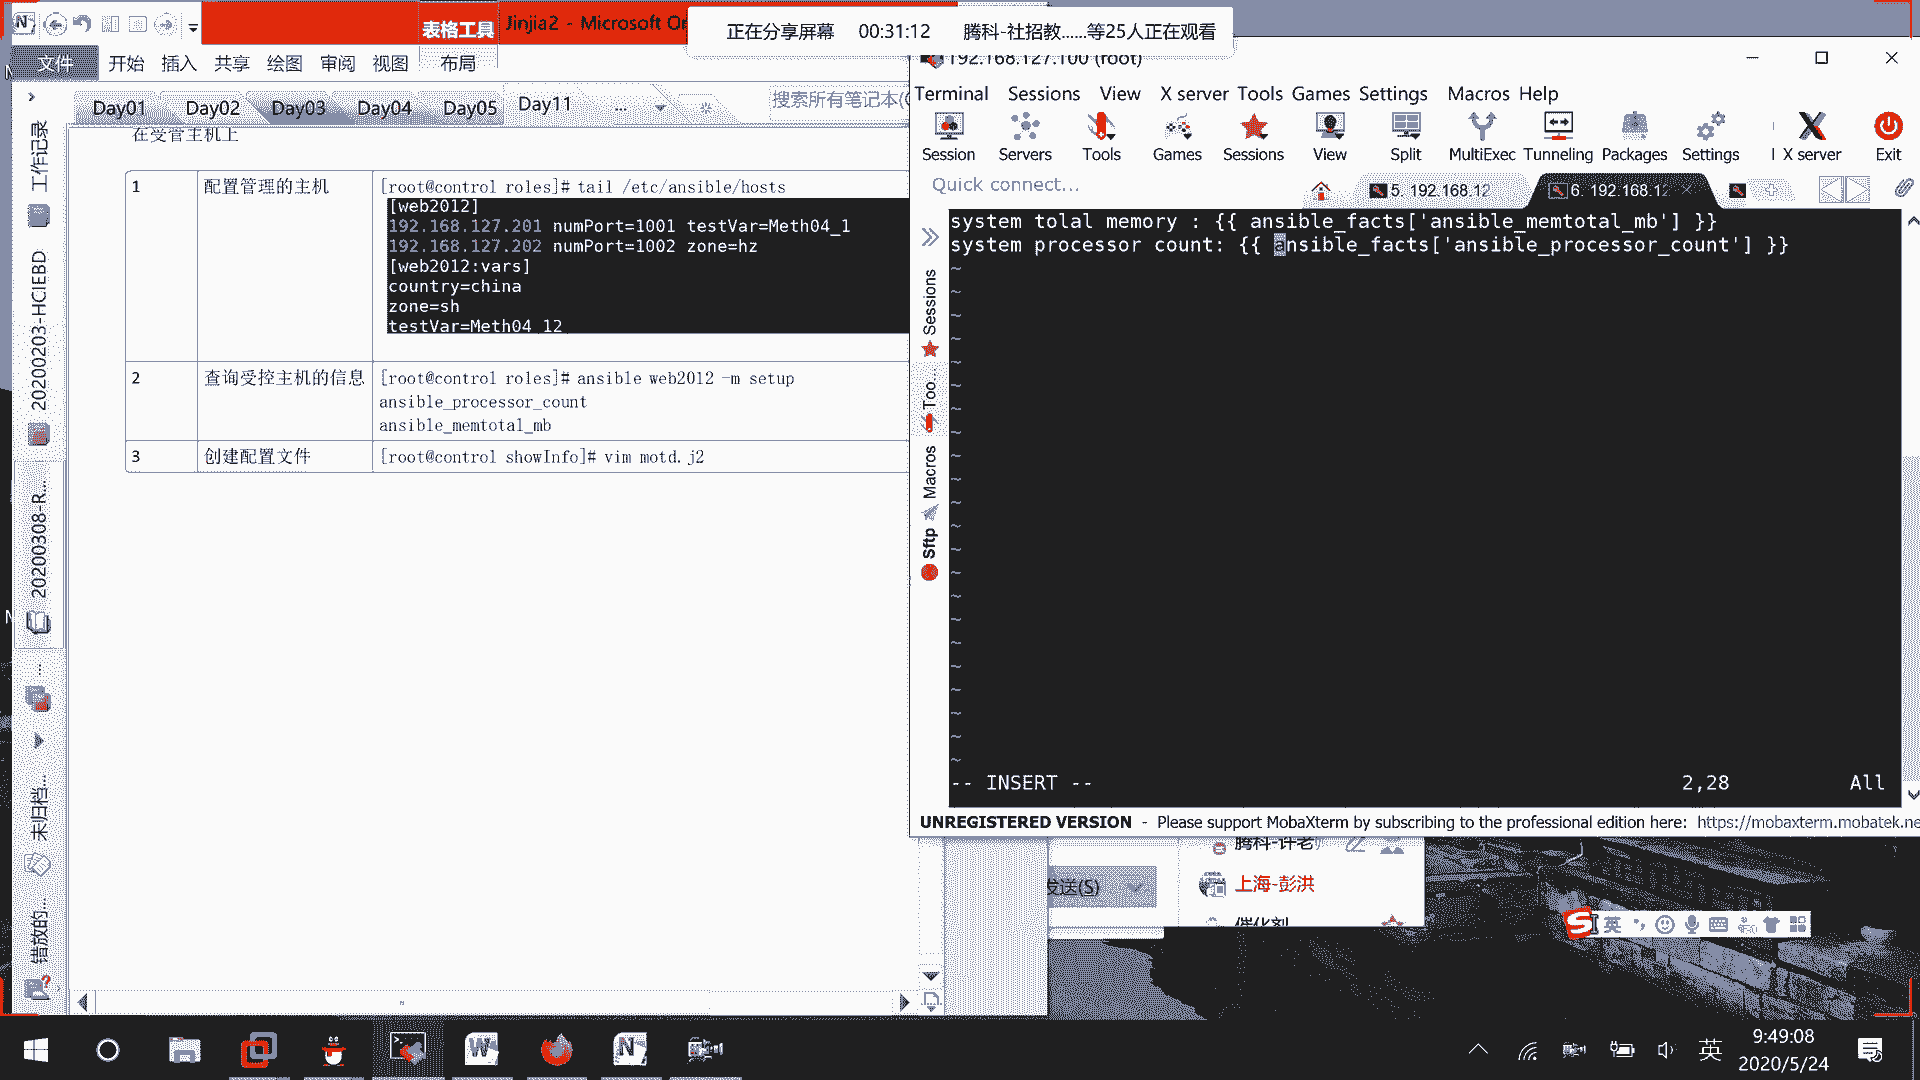 表格工具
Jinjia2 - Microsoft Or
正在分享屏幕 00:31:12 腾科-社招教......等25人正在观看
文件 开始 插入 共享 绘图 审阅 视图 布局
Day01 Day02 Day03 Day04 Day05 Day11 ...
搜索所有笔记本(
工作记录
20200203-HCIEBD
20200308-R...
未归档...
错放的...
在受管主机上
1 配置管理的主机 [root@control roles]# tail /etc/ansible/hosts
[web2012]
192.168.127.201 numPort=1001 testVar=Meth04_1
192.168.127.202 numPort=1002 zone=hz
[web2012:vars]
country=china
zone=sh
testVar=Meth04_12
2 查询受控主机的信息 [root@control roles]# ansible web2012 -m setup
ansible_processor_count
ansible_memtotal_mb
3 创建配置文件 [root@control showInfo]# vim motd.j2
192.168.127.100 (root)
Terminal Sessions View X server Tools Games Settings Macros Help
Session Servers Tools Games Sessions View Split MultiExec Tunneling Packages Settings X server Exit
Quick connect...
5. 192.168.12
6. 192.168.12
Sessions
Too...
Macros
Sftp
system tolal memory : {{ ansible_facts['ansible_memtotal_mb'] }}
system processor count: {{ ansible_facts['ansible_processor_count'] }}
-- INSERT -- 2,28 All
UNREGISTERED VERSION - Please support MobaXterm by subscribing to the professional edition here: https://mobaxterm.mobatek.ne
发送(S)
腾科-许老
上海-彭洪
催化剂
英
英
9:49:08
2020/5/24